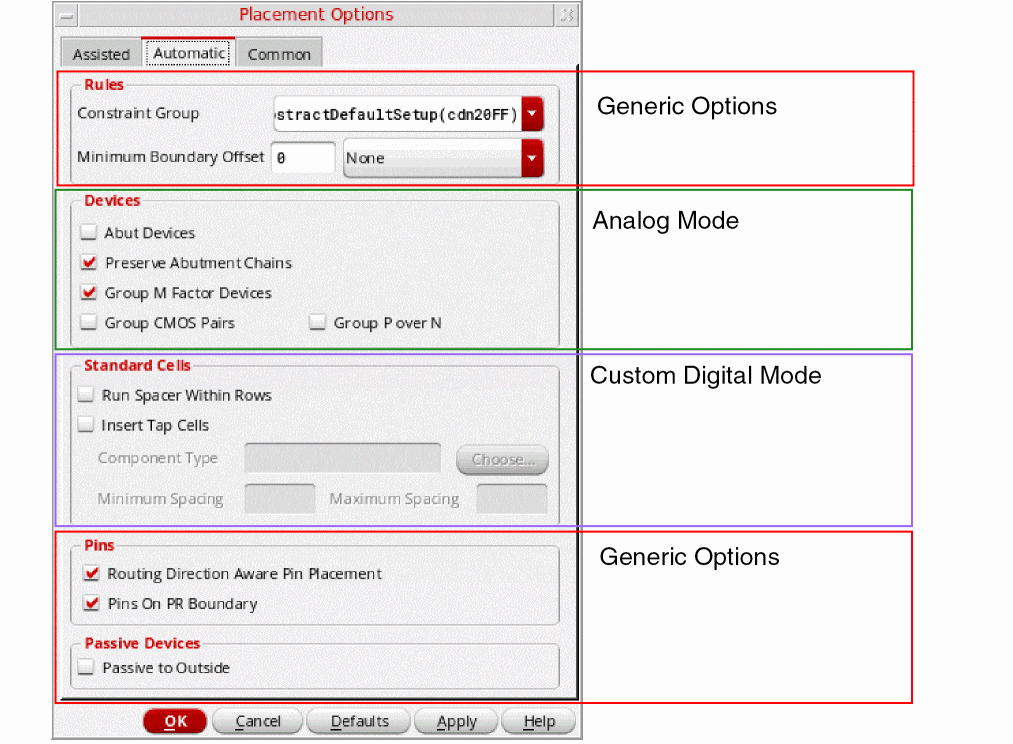 Placement Options
Assisted
Automatic
Common
Rules
Constraint Group
stractDefaultSetup(cdn20FF)
Generic Options
Minimum Boundary Offset
0
None
Devices
Analog Mode
Abut Devices
Preserve Abutment Chains
Group M Factor Devices
Group CMOS Pairs
Group P over N
Standard Cells
Custom Digital Mode
Run Spacer Within Rows
Insert Tap Cells
Component Type
Choose...
Minimum Spacing
Maximum Spacing
Pins
Generic Options
Routing Direction Aware Pin Placement
Pins On PR Boundary
Passive Devices
Passive to Outside
OK
Cancel
Defaults
Apply
Help